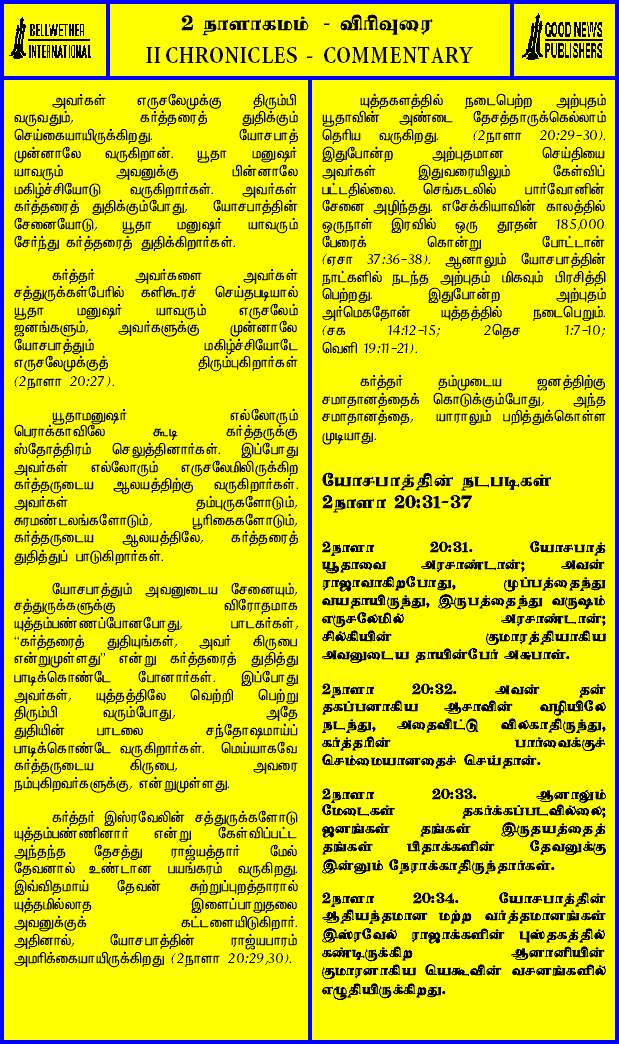 BELLWETHER
INTERNATIONAL
2 நாளாகமம் - விரிவுரை
II CHRONICLES - COMMENTARY
GOOD NEWS
PUBLISHERS
அவர்கள் எருசலேமுக்கு திரும்பி
வருவதும், கர்த்தரைத் துதிக்கும்
செய்கையாயிருக்கிறது. யோசபாத்
முன்னாலே வருகிறான். யூதா மனுஷர்
யாவரும் அவனுக்கு பின்னாலே
மகிழ்ச்சியோடு வருகிறார்கள். அவர்கள்
கர்த்தரைத் துதிக்கும்போது, யோசபாத்தின்
சேனையோடு, யூதா மனுஷர் யாவரும்
சேர்ந்து கர்த்தரைத் துதிக்கிறார்கள்.
கர்த்தர் அவர்களை அவர்கள்
சத்துருக்கள்பேரில் களிகூரச் செய்தபடியால்
யூதா மனுஷர் யாவரும் எருசலேம்
ஜனங்களும், அவர்களுக்கு முன்னாலே
யோசபாத்தும் மகிழ்ச்சியோடே
எருசலேமுக்குத் திரும்புகிறார்கள்
(2நாளா 20:27).
யூதாமனுஷர் எல்லோரும்
பெராக்காவிலே கூடி கர்த்தருக்கு
ஸ்தோத்திரம் செலுத்தினார்கள். இப்போது
அவர்கள் எல்லோரும் எருசலேமிலிருக்கிற
கர்த்தருடைய ஆலயத்திற்கு வருகிறார்கள்.
அவர்கள் தம்புருகளோடும்,
சுரமண்டலங்களோடும், பூரிகைகளோடும்,
கர்த்தருடைய ஆலயத்திலே, கர்த்தரைத்
துதித்துப் பாடுகிறார்கள்.
யோசபாத்தும் அவனுடைய சேனையும்,
சத்துருக்களுக்கு விரோதமாக
யுத்தம்பண்ணப்போனபோது, பாடகர்கள்,
“கர்த்தரைத் துதியுங்கள், அவர் கிருபை
என்றுமுள்ளது” என்று கர்த்தரைத் துதித்து
பாடிக்கொண்டே போனார்கள். இப்போது
அவர்கள், யுத்தத்திலே வெற்றி பெற்று
திரும்பி வரும்போது, அதே
துதியின் பாடலை சந்தோஷமாய்ப்
பாடிக்கொண்டே வருகிறார்கள். மெய்யாகவே
கர்த்தருடைய கிருபை, அவரை
நம்புகிறவர்களுக்கு, என்றுமுள்ளது.
கர்த்தர் இஸ்ரவேலின் சத்துருக்களோடு
யுத்தம்பண்ணினார் என்று கேள்விப்பட்ட
அந்தந்த தேசத்து ராஜ்யத்தார் மேல்
தேவனால் உண்டான பயங்கரம் வருகிறது.
இவ்விதமாய் தேவன் சுற்றுப்புறத்தாரால்
யுத்தமில்லாத இளைப்பாறுதலை
அவனுக்குக் கட்டளையிடுகிறார்.
அதினால், யோசபாத்தின் ராஜ்யபாரம்
அமரிக்கையாயிருக்கிறது (2நாளா 20:29,30).
யுத்தகளத்தில் நடைபெற்ற அற்புதம்
யூதாவின் அண்டை தேசத்தாருக்கெல்லாம்
தெரிய வருகிறது. (2நாளா 20:29-30).
இதுபோன்ற அற்புதமான செய்தியை
அவர்கள் இதுவரையிலும் கேள்விப்
பட்டதில்லை. செங்கடலில் பார்வோனின்
சேனை அழிந்தது. எசேக்கியாவின் காலத்தில்
ஒருநாள் இரவில் ஒரு தூதன் 185,000
பேரைக் கொன்று போட்டான்
(ஏசா 37:36-38). ஆனாலும் யோசபாத்தின்
நாட்களில் நடந்த அற்புதம் மிகவும் பிரசித்தி
பெற்றது. இதுபோன்ற அற்புதம்
அர்மெகதோன் யுத்தத்தில் நடைபெறும்.
(சக 14:12-15; 2தெச 1:7-10;
வெளி 19:11-21).
கர்த்தர் தம்முடைய ஜனத்திற்கு
சமாதானத்தைக் கொடுக்கும்போது, அந்த
சமாதானத்தை, யாராலும் பறித்துக்கொள்ள
முடியாது.
யோசபாத்தின் நடபடிகள்
2நாளா 20:31-37
2நாளா 20:31. யோசபாத்
யூதாவை அரசாண்டான்; அவன்
ராஜாவாகிறபோது, முப்பத்தைந்து
வயதாயிருந்து, இருபத்தைந்து வருஷம்
எருசலேமில் அரசாண்டான்;
சில்கியின் குமாரத்தியாகிய
அவனுடைய தாயின்பேர் அசுபாள்.
2நாளா 20:32. அவன் தன்
தகப்பனாகிய ஆசாவின் வழியிலே
நடந்து, அதைவிட்டு விலகாதிருந்து,
கர்த்தரின் பார்வைக்குச்
செம்மையானதைச் செய்தான்.
2நாளா 20:33. ஆனாலும்
மேடைகள் தகர்க்கப்படவில்லை;
ஜனங்கள் தங்கள் இருதயத்தைத்
தங்கள் பிதாக்களின் தேவனுக்கு
இன்னும் நேராக்காதிருந்தார்கள்.
2நாளா 20:34. யோசபாத்தின்
ஆதியந்தமான மற்ற வர்த்தமானங்கள்
இஸ்ரவேல் ராஜாக்களின் புஸ்தகத்தில்
கண்டிருக்கிற ஆனானியின்
குமாரனாகிய யெகூவின் வசனங்களில்
எழுதியிருக்கிறது.